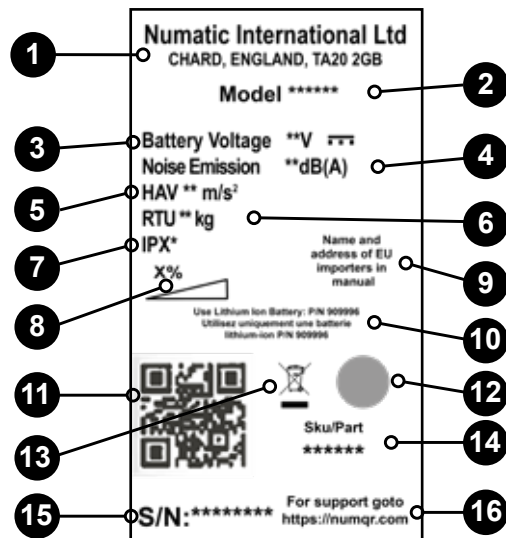 Numatic International Ltd
CHARD, ENGLAND, TA20 2GB
1
Model ******
2
3
Battery Voltage **V
Noise Emission **dB(A)
4
5
HAV ** m/s²
RTU ** kg
6
7
IPX*
Name and
address of EU
importers in
manual
9
X%
8
Use Lithium Ion Battery: P/N 909996
Utilisez uniquement une batterie
lithium-ion P/N 909996
10
11
12
13
Sku/Part
******
14
15
S/N:********
For support goto
https://numqr.com
16